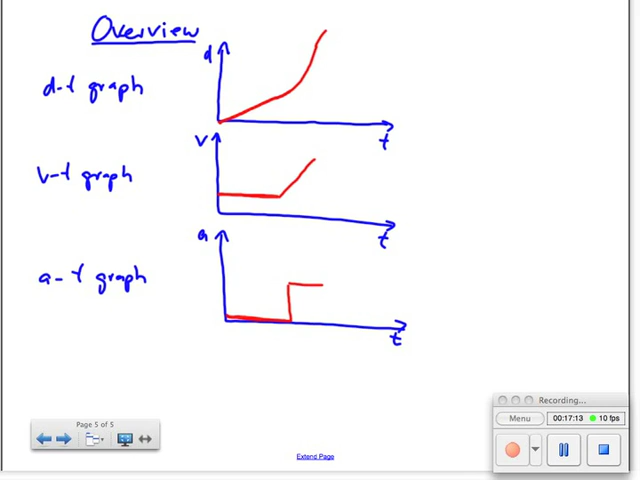 Overview
d
d-t graph
t
v
v-t graph
t
a
a-t graph
t
Recording...
Menu
00:17:13
10 fps
Page 5 of 5
Extend Page